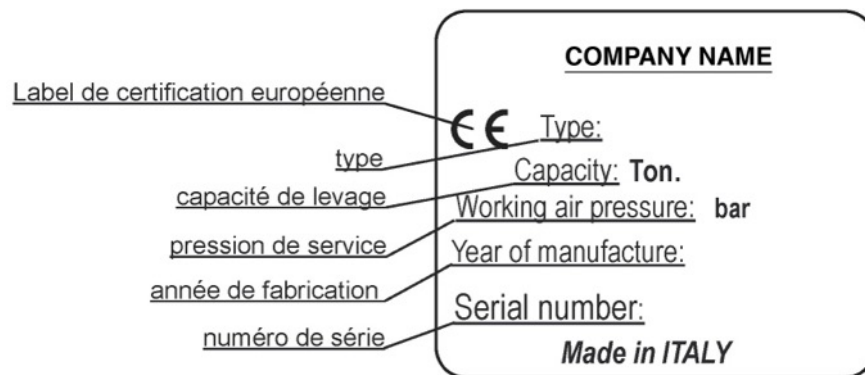 COMPANY NAME
Label de certification européenne
CE Type:
type
Capacity: Ton.
capacité de levage
Working air pressure: bar
pression de service
Year of manufacture:
année de fabrication
Serial number:
numéro de série
Made in ITALY